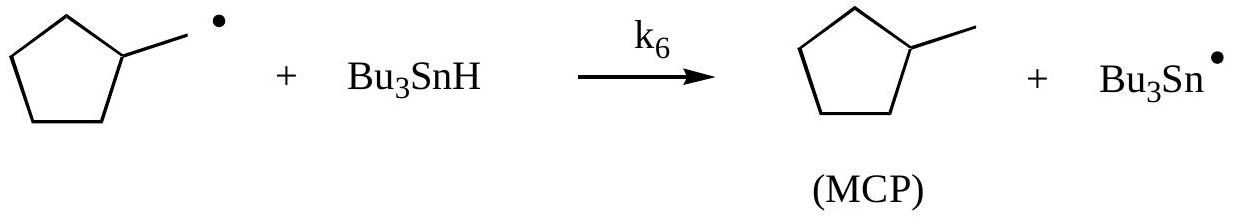 k₆
+ Bu₃SnH + Bu₃Sn•
(MCP)